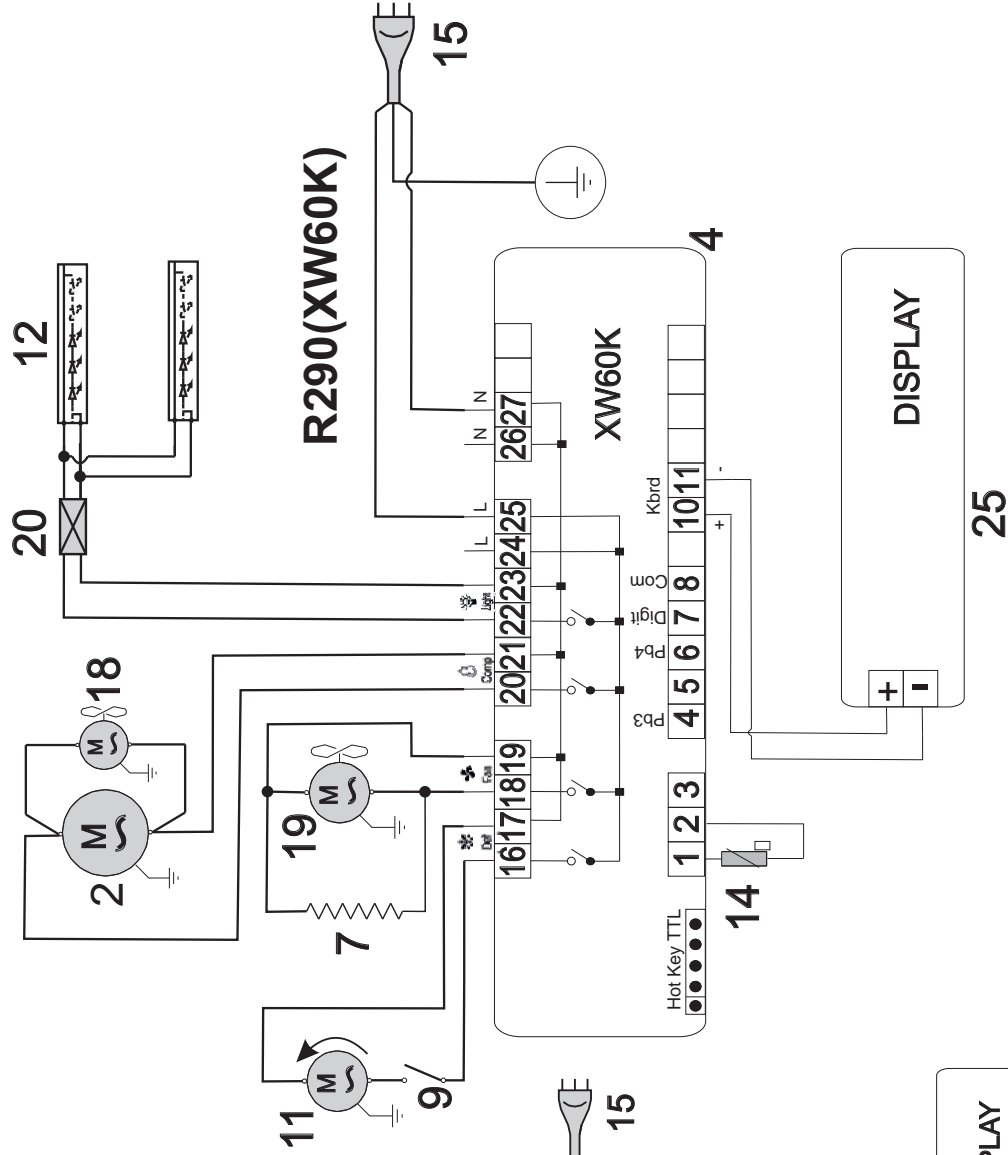 R290(XW60K)
15
12
20
18
M
M
2
19
M
7
11
M
9
15
Def
Fan
Comp
Light
L
L
N
N
16 17 18 19 20 21 22 23 24 25 26 27
XW60K
4
Hot Key TTL
Pb3
Pb4
Digit
Com
Kbrd
1 2 3 4 5 6 7 8 10 11
+
-
14
+
-
DISPLAY
25
PLAY